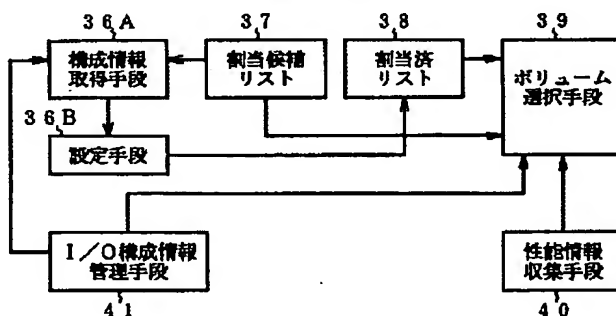 36A
37
38
39
構成情報
取得手段
割当候補
リスト
割当済
リスト
ボリューム
選択手段
36B
設定手段
I/O構成情報
管理手段
性能情報
収集手段
41
40